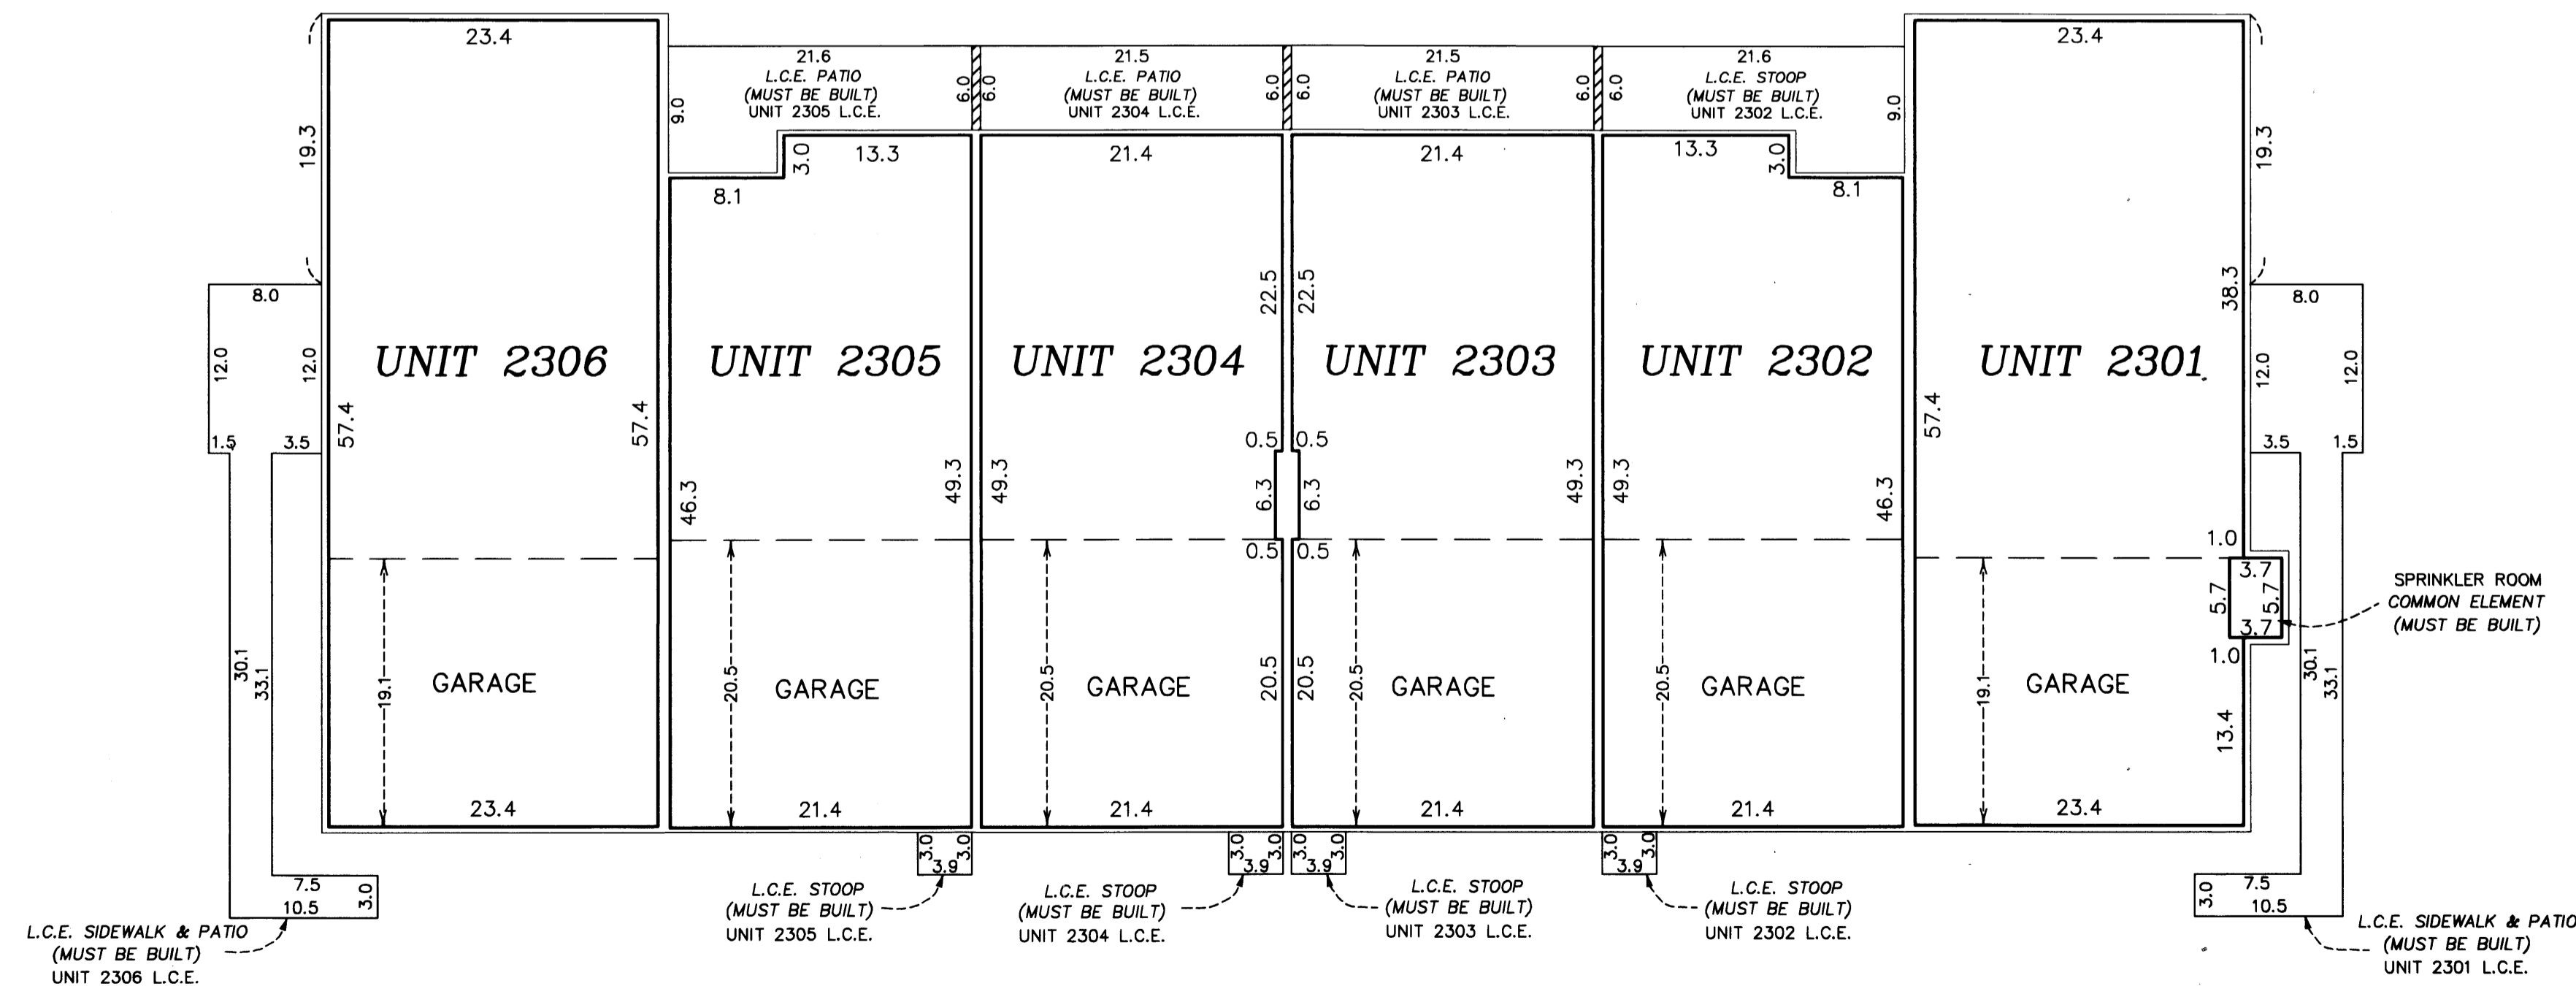 23.4
21.6
L.C.E. PATIO
(MUST BE BUILT)
UNIT 2305 L.C.E.
9.0
6.0
6.0
21.5
L.C.E. PATIO
(MUST BE BUILT)
UNIT 2304 L.C.E.
6.0
6.0
21.5
L.C.E. PATIO
(MUST BE BUILT)
UNIT 2303 L.C.E.
6.0
6.0
21.6
L.C.E. STOOP
(MUST BE BUILT)
UNIT 2302 L.C.E.
9.0
23.4
19.3
3.0
13.3
8.1
21.4
21.4
13.3
3.0
8.1
19.3
22.5
22.5
38.3
8.0
8.0
12.0
12.0
UNIT 2306
UNIT 2305
UNIT 2304
UNIT 2303
UNIT 2302
UNIT 2301
12.0
12.0
1.5
3.5
57.4
57.4
0.5
0.5
57.4
3.5
1.5
46.3
49.3
49.3
6.3
6.3
49.3
49.3
46.3
0.5
0.5
1.0
3.7
5.7
5.7
3.7
1.0
SPRINKLER ROOM
COMMON ELEMENT
(MUST BE BUILT)
30.1
33.1
19.1
GARAGE
20.5
GARAGE
20.5
GARAGE
20.5
20.5
20.5
GARAGE
20.5
GARAGE
19.1
GARAGE
13.4
30.1
33.1
23.4
21.4
21.4
21.4
21.4
23.4
3.0
3.0
3.9
3.0
3.0
3.9
3.0
3.0
3.9
3.0
3.0
3.9
7.5
3.0
10.5
3.0
7.5
10.5
L.C.E. SIDEWALK & PATIO
(MUST BE BUILT)
UNIT 2306 L.C.E.
L.C.E. STOOP
(MUST BE BUILT)
UNIT 2305 L.C.E.
L.C.E. STOOP
(MUST BE BUILT)
UNIT 2304 L.C.E.
L.C.E. STOOP
(MUST BE BUILT)
UNIT 2303 L.C.E.
L.C.E. STOOP
(MUST BE BUILT)
UNIT 2302 L.C.E.
L.C.E. SIDEWALK & PATIO
(MUST BE BUILT)
UNIT 2301 L.C.E.